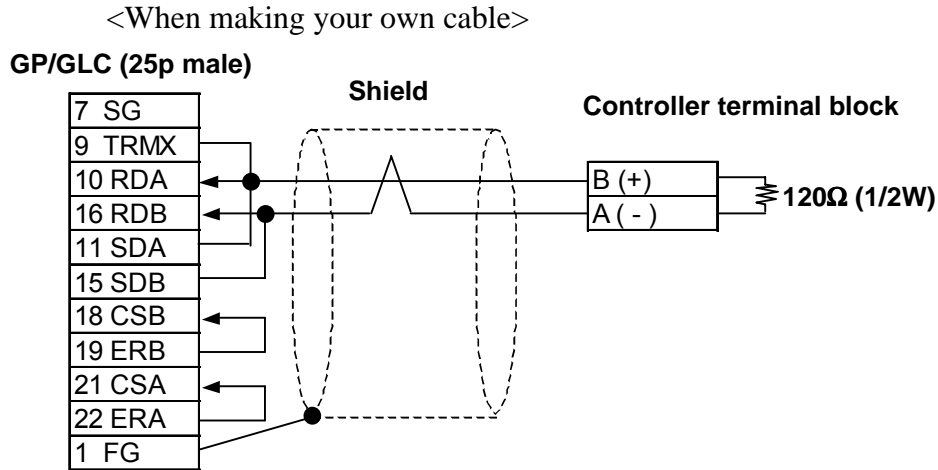 <When making your own cable>
GP/GLC (25p male)
Shield
Controller terminal block
7 SG
9 TRMX
10 RDA
16 RDB
11 SDA
15 SDB
18 CSB
19 ERB
21 CSA
22 ERA
1 FG
B (+)
A ( - )
120Ω (1/2W)